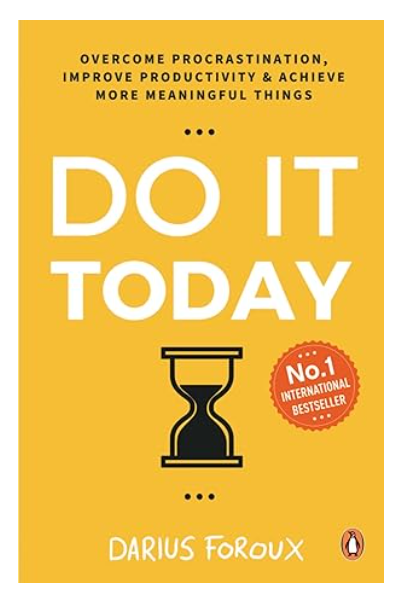 OVERCOME PROCRASTINATION,
IMPROVE PRODUCTIVITY & ACHIEVE
MORE MEANINGFUL THINGS
DO IT
TODAY
No.1
INTERNATIONAL
BESTSELLER
DARIUS FOROUX